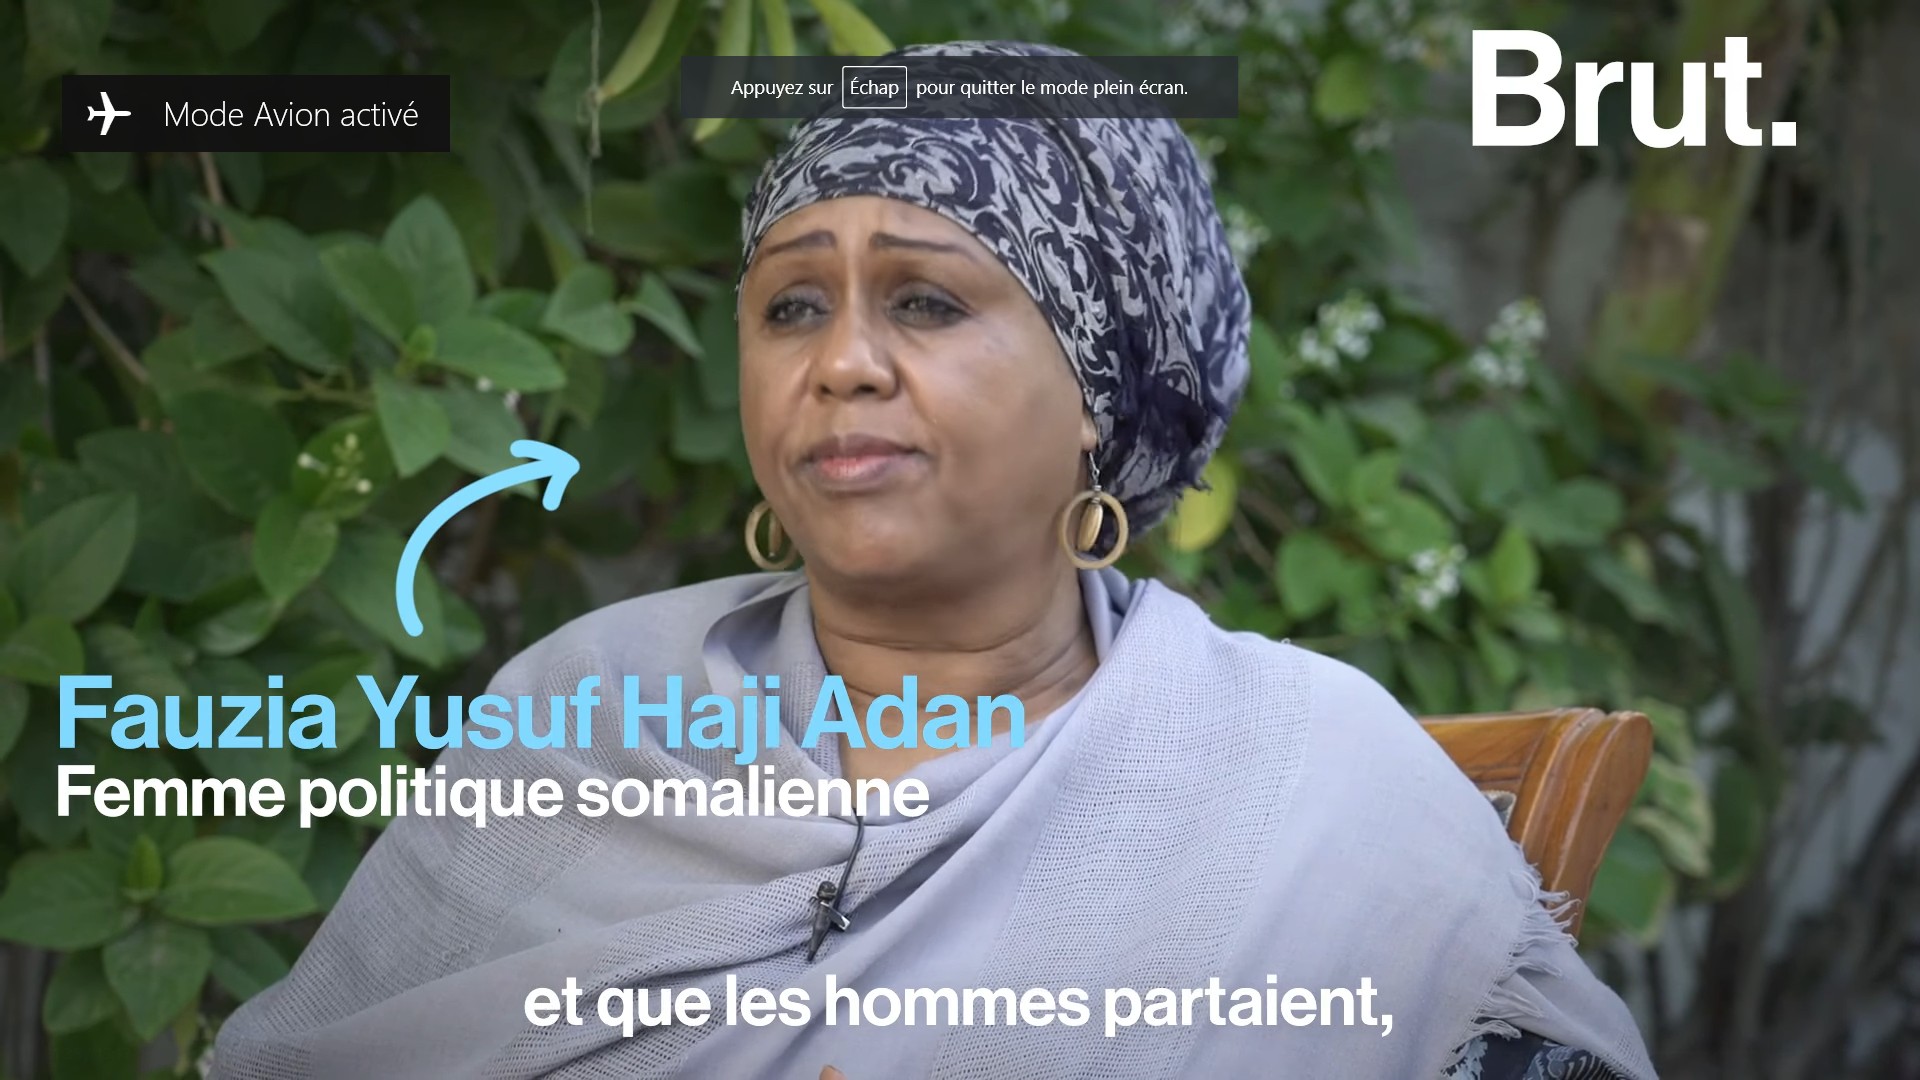 Mode Avion activé
Appuyez sur Échap pour quitter le mode plein écran.
Brut.
Fauzia Yusuf Haji Adan
Femme politique somalienne
et que les hommes partaient,